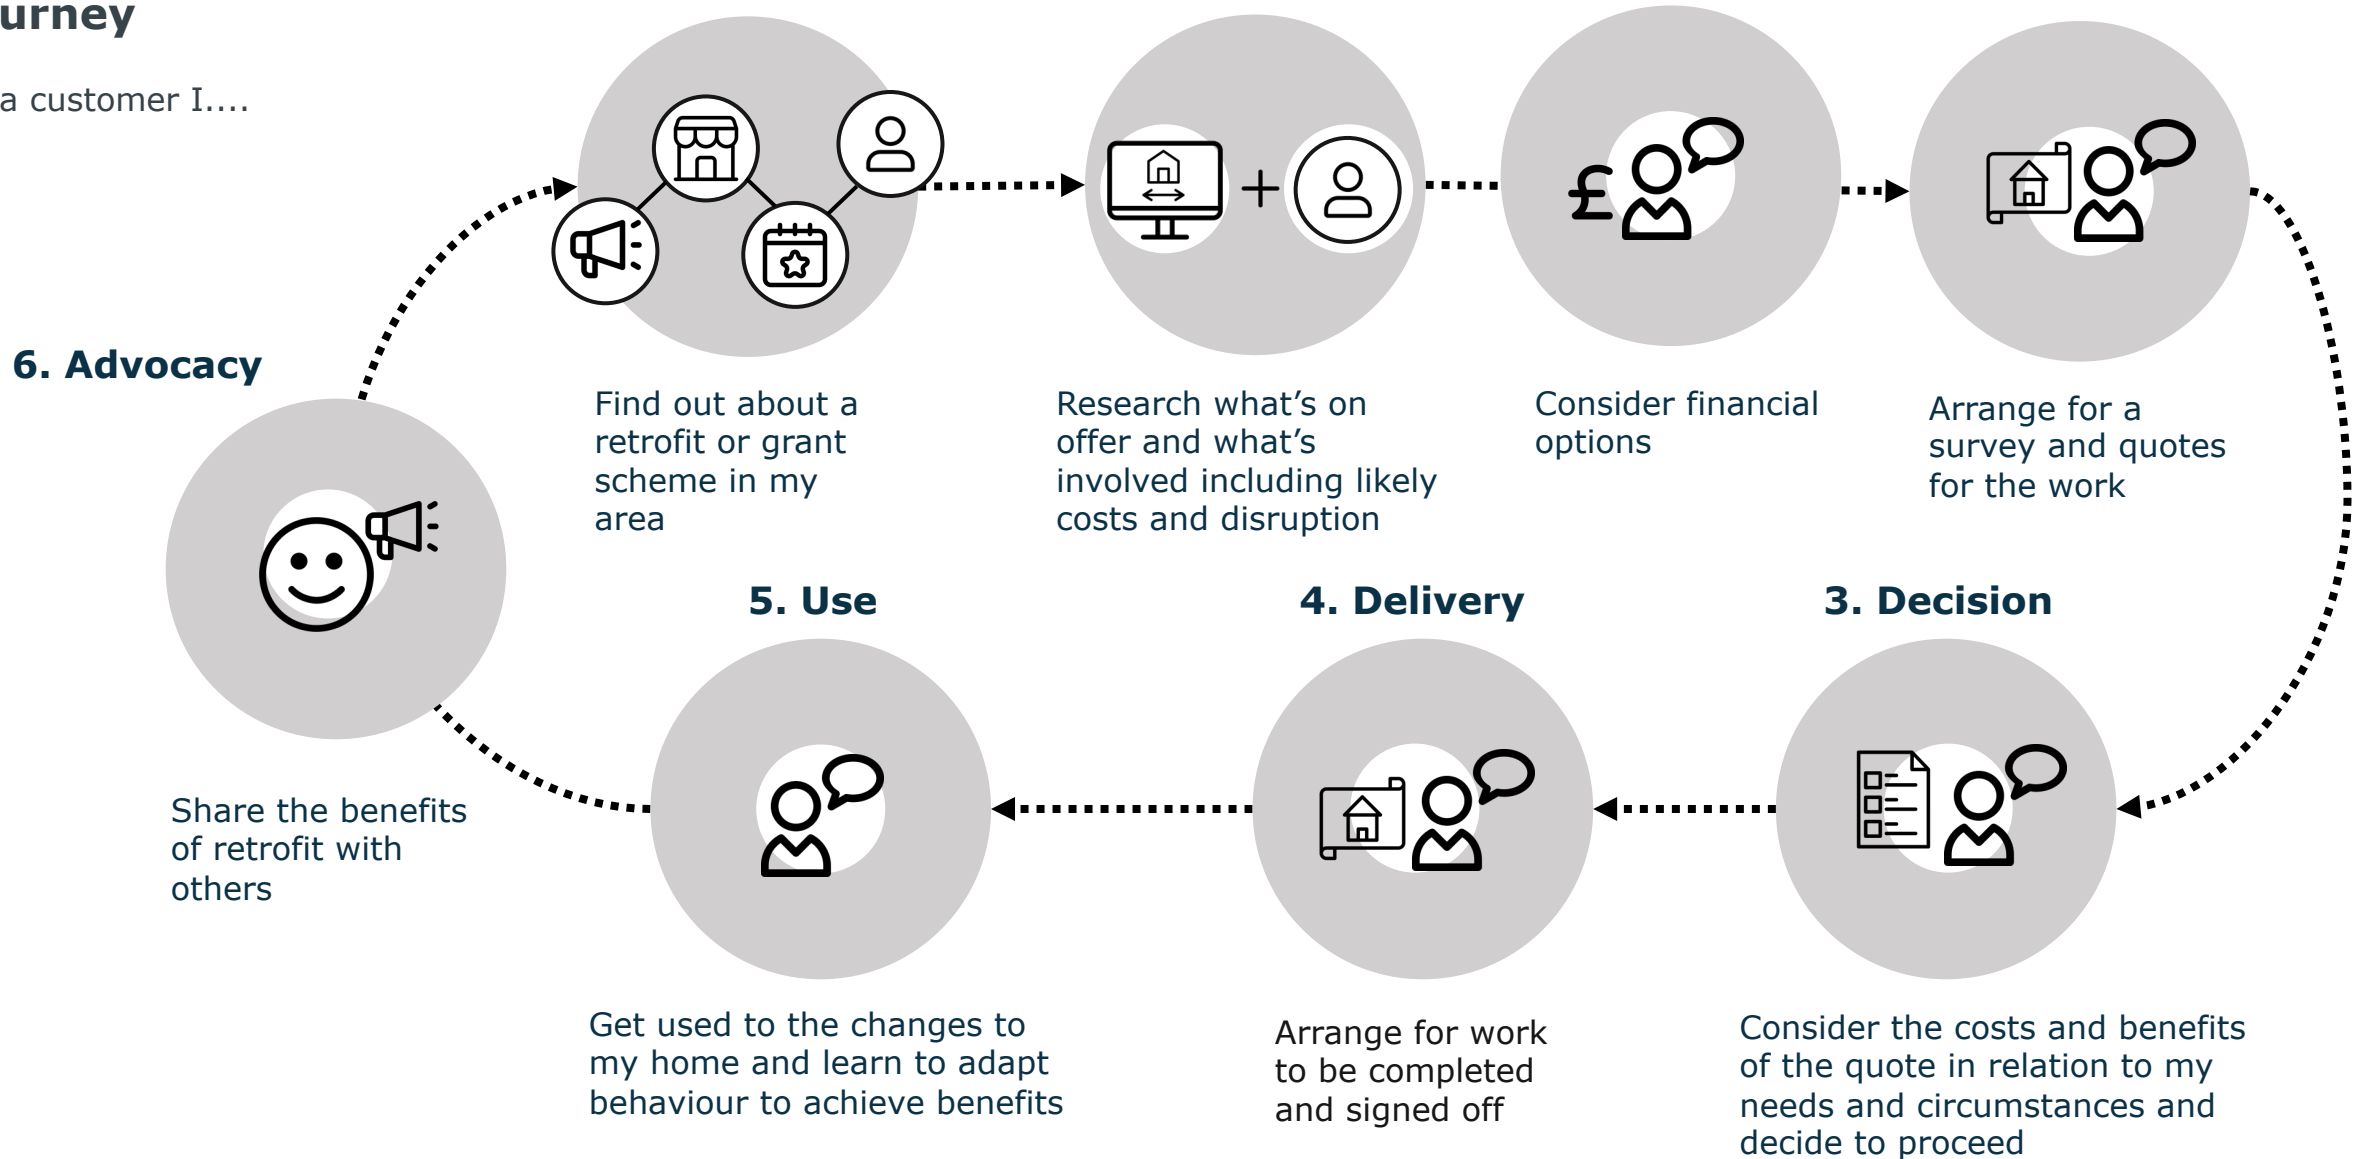 urney
a customer I....
Find out about a
retrofit or grant
scheme in my
area
Research what's on
offer and what's
involved including likely
costs and disruption
Consider financial
options
Arrange for a
survey and quotes
for the work
6. Advocacy
Share the benefits
of retrofit with
others
5. Use
Get used to the changes to
my home and learn to adapt
behaviour to achieve benefits
4. Delivery
Arrange for work
to be completed
and signed off
3. Decision
Consider the costs and benefits
of the quote in relation to my
needs and circumstances and
decide to proceed